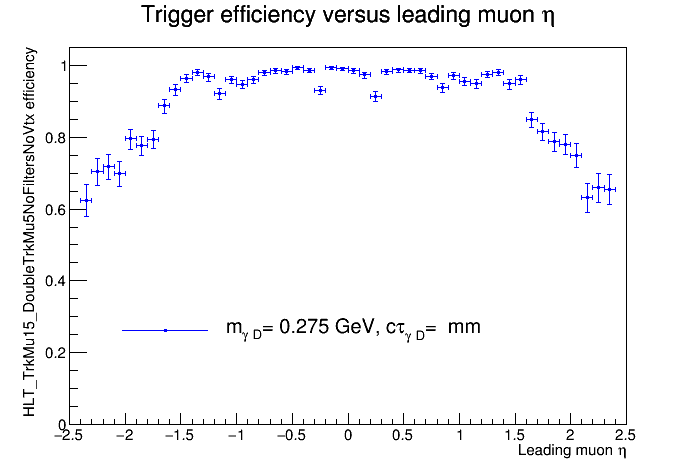 Trigger efficiency versus leading muon η
HLT_TrkMu15_DoubleTrkMu5NoFiltersNoVtx efficiency
1
0.8
0.6
0.4
0.2
0
m_γ D= 0.275 GeV, cτ_γ D= mm
−2.5 −2 −1.5 −1 −0.5 0 0.5 1 1.5 2 2.5
Leading muon η